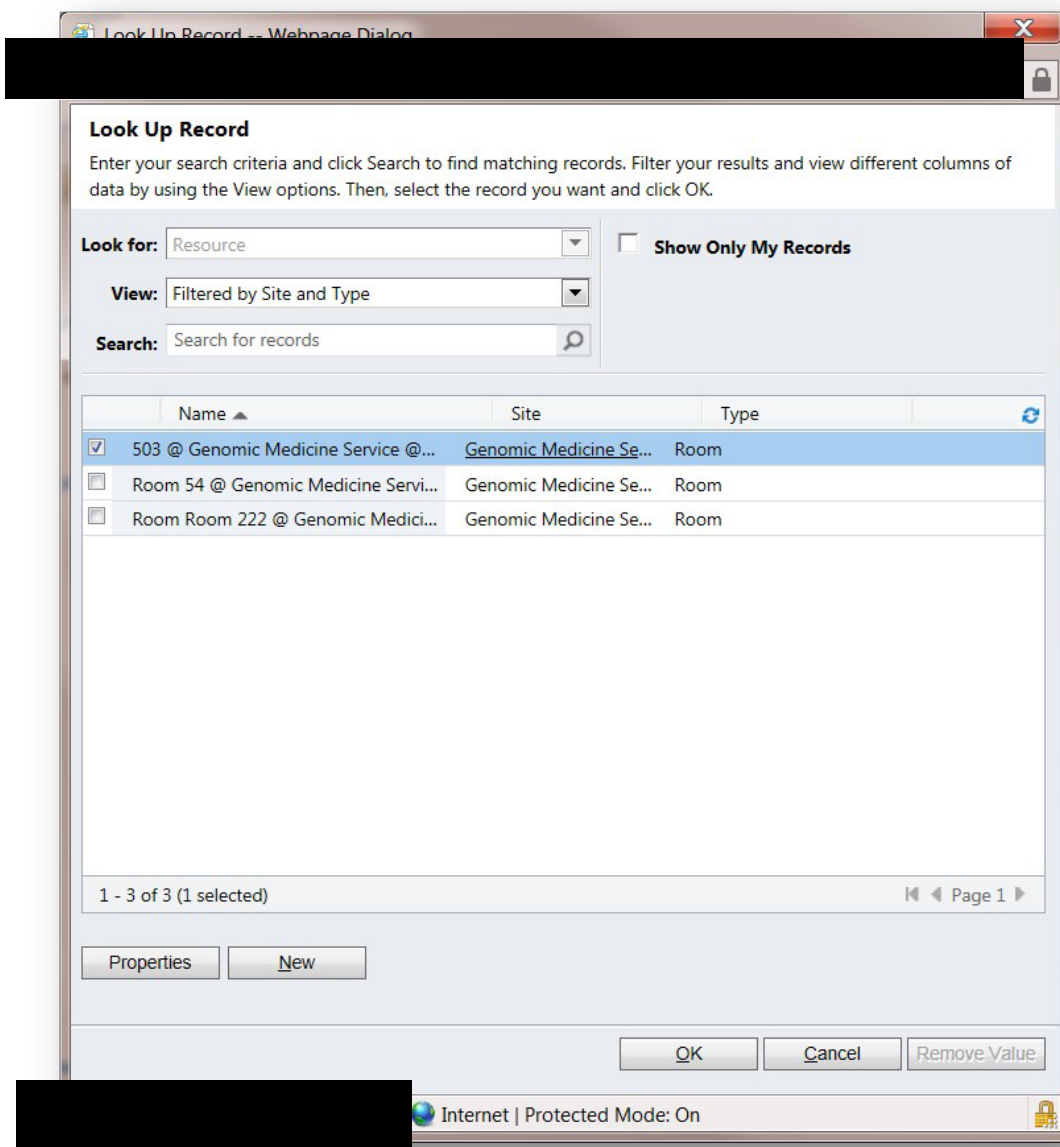 Look Up Record -- Webpage Dialog
X
Look Up Record
Enter your search criteria and click Search to find matching records. Filter your results and view different columns of
data by using the View options. Then, select the record you want and click OK.
Look for: Resource
Show Only My Records
View: Filtered by Site and Type
Search: Search for records
Name Site Type
503 @ Genomic Medicine Service @... Genomic Medicine Se... Room
Room 54 @ Genomic Medicine Servi... Genomic Medicine Se... Room
Room Room 222 @ Genomic Medici... Genomic Medicine Se... Room
1 - 3 of 3 (1 selected) Page 1
Properties New
OK Cancel Remove Value
Internet | Protected Mode: On